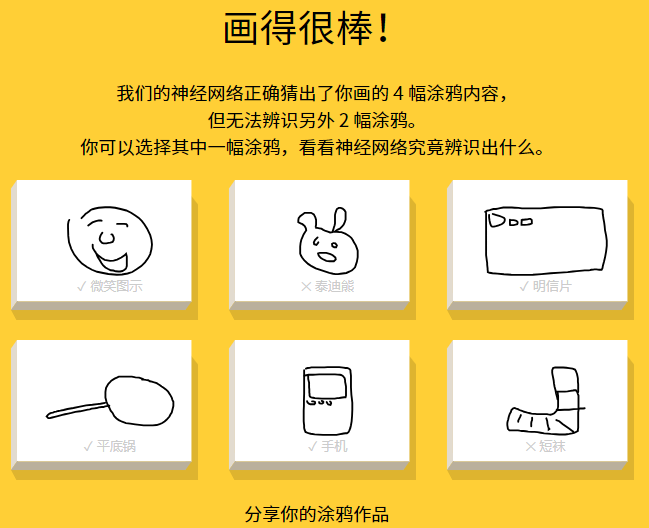 画得很棒！
我们的神经网络正确猜出了你画的 4 幅涂鸦内容，
但无法辨识另外 2 幅涂鸦。
你可以选择其中一幅涂鸦，看看神经网络究竟辨识出什么。
✓ 微笑图示
× 泰迪熊
✓ 明信片
✓ 平底锅
✓ 手机
× 短袜
分享你的涂鸦作品